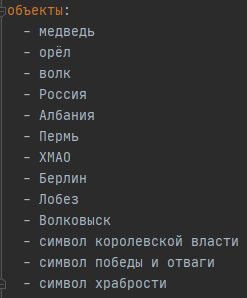 объекты:
- медведь
- орёл
- волк
- Россия
- Албания
- Пермь
- ХМАО
- Берлин
- Лобез
- Волковыск
- символ королевской власти
- символ победы и отваги
- символ храбрости